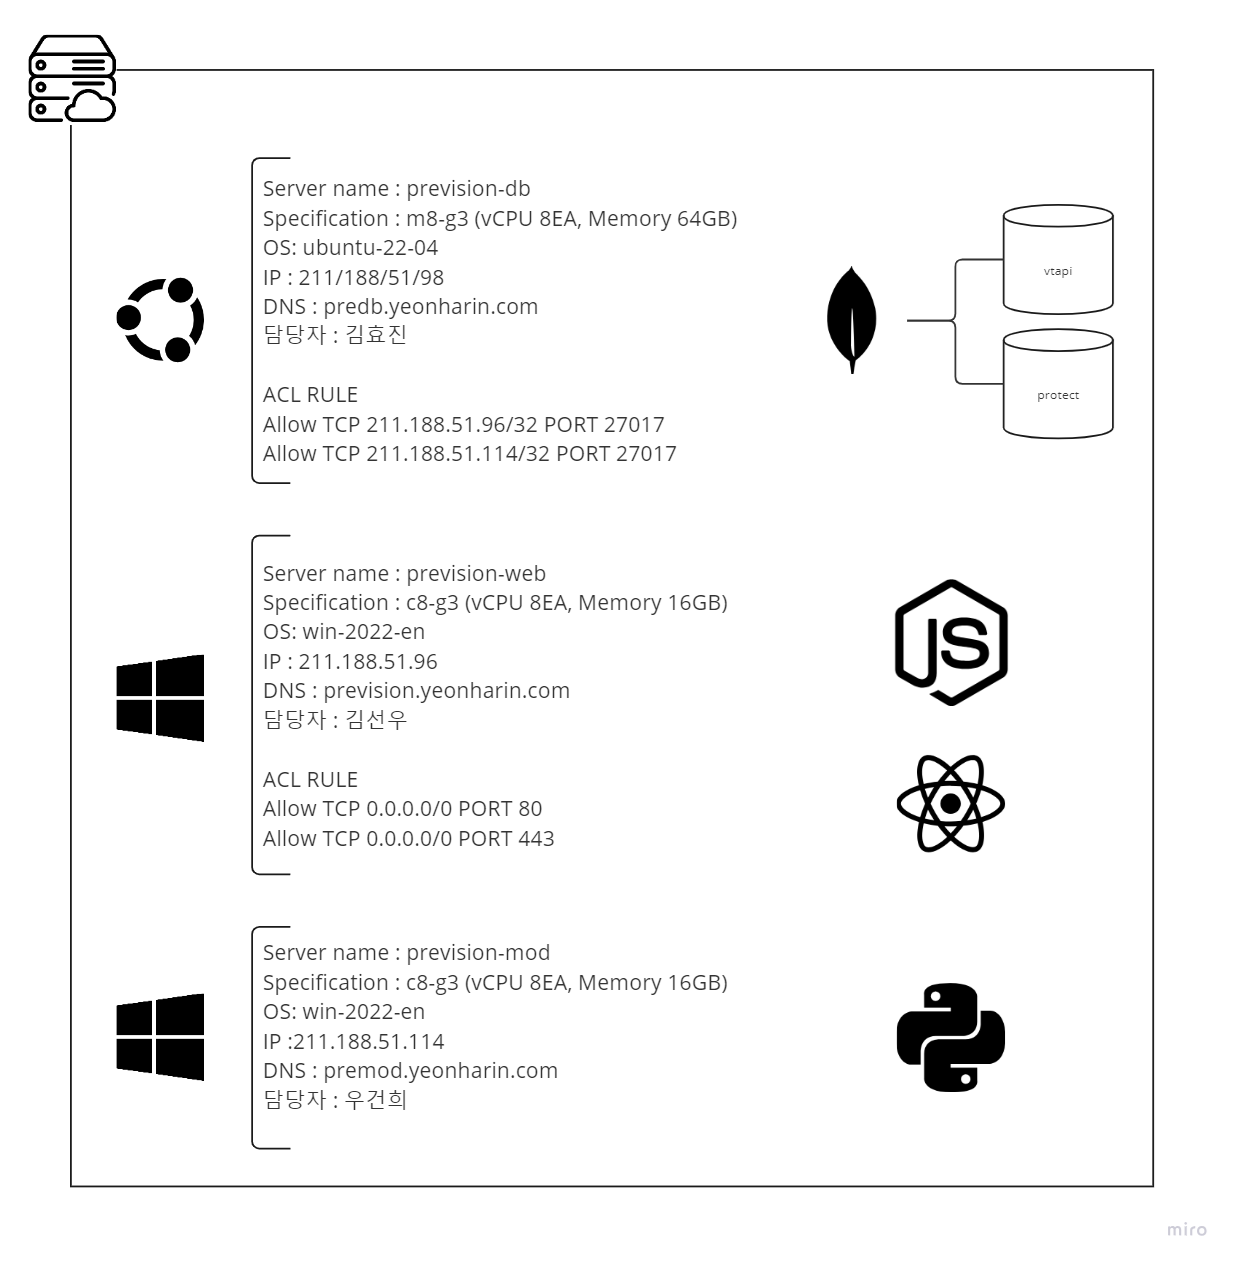 Server name : prevision-db
Specification : m8-g3 (vCPU 8EA, Memory 64GB)
OS: ubuntu-22-04
IP : 211/188/51/98
DNS : predb.yeonharin.com
담당자 : 김효진
ACL RULE
Allow TCP 211.188.51.96/32 PORT 27017
Allow TCP 211.188.51.114/32 PORT 27017
vtapi
protect
Server name : prevision-web
Specification : c8-g3 (vCPU 8EA, Memory 16GB)
OS: win-2022-en
IP : 211.188.51.96
DNS : prevision.yeonharin.com
담당자 : 김선우
ACL RULE
Allow TCP 0.0.0.0/0 PORT 80
Allow TCP 0.0.0.0/0 PORT 443
JS
Server name : prevision-mod
Specification : c8-g3 (vCPU 8EA, Memory 16GB)
OS: win-2022-en
IP :211.188.51.114
DNS : premod.yeonharin.com
담당자 : 우건희
miro